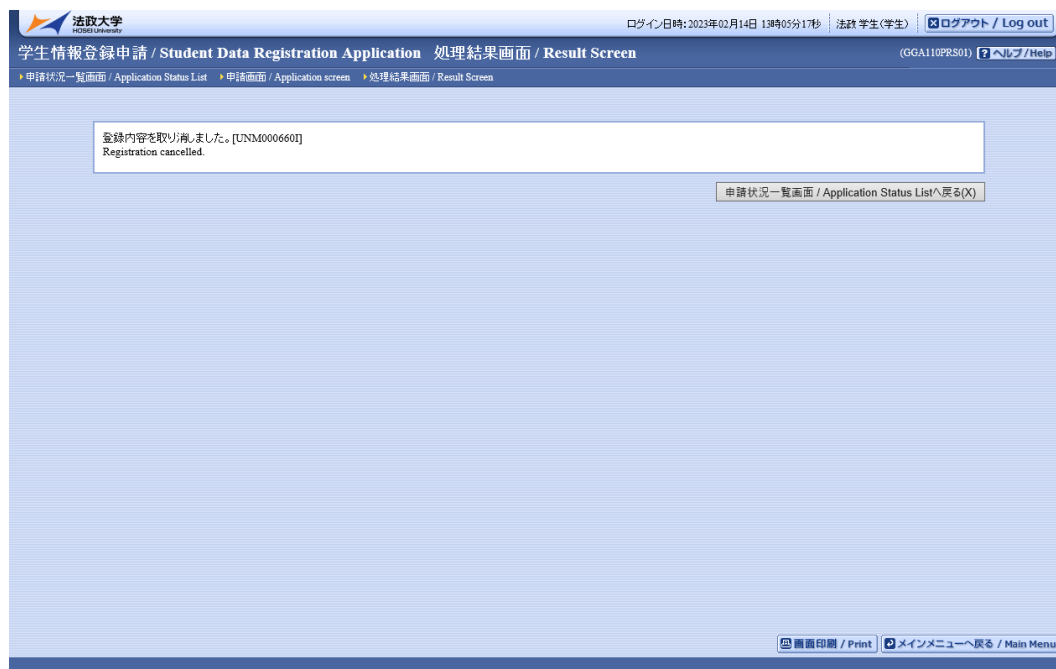 法政大学
HOSEI University
ログイン日時:2023年02月14日 13時05分17秒 法政 学生(学生) ログアウト / Log out
学生情報登録申請 / Student Data Registration Application 処理結果画面 / Result Screen (GGA110PRS01) ? ヘルプ/Help
申請状況一覧画面 / Application Status List 申請画面 / Application screen 処理結果画面 / Result Screen
登録内容を取り消しました。[UNM000660I]
Registration cancelled.
申請状況一覧画面 / Application Status Listへ戻る(X)
画面印刷 / Print メインメニューへ戻る / Main Menu